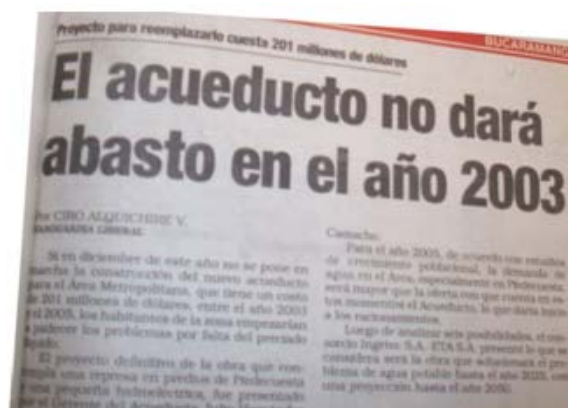 Proyecto para reemplazarlo cuesta 201 millones de dólares
BUCARAMANGA
El acueducto no dará
abasto en el año 2003
Por CIRO ALQUICHIRE V.
VANGUARDIA LIBERAL
Si en diciembre de este año no se pone en
marcha la construcción del nuevo acueducto
para el Área Metropolitana, que tiene un costo
de 201 millones de dólares, entre el año 2003
y el 2005, los habitantes de la zona empezarían
a padecer los problemas por falta del preciado
líquido.
El proyecto definitivo de la obra que con-
templa una represa en predios de Piedecuesta
y una pequeña hidroeléctrica, fue presentado
por el Gerente del Acueducto,
Camacho.
Para el año 2005, de acuerdo con estudios
de crecimiento poblacional, la demanda de
agua en el Área, especialmente en Piedecuesta,
será mayor que la oferta con que cuenta en es-
tos momentos el Acueducto, lo que daría inicio
a los racionamientos.
Luego de analizar seis posibilidades, el con-
sorcio Ingetec S.A. ETA S.A. presentó lo que se
considera será la obra que solucionará el pro-
blema de agua potable hasta el año 2025, con
una proyección hasta el año